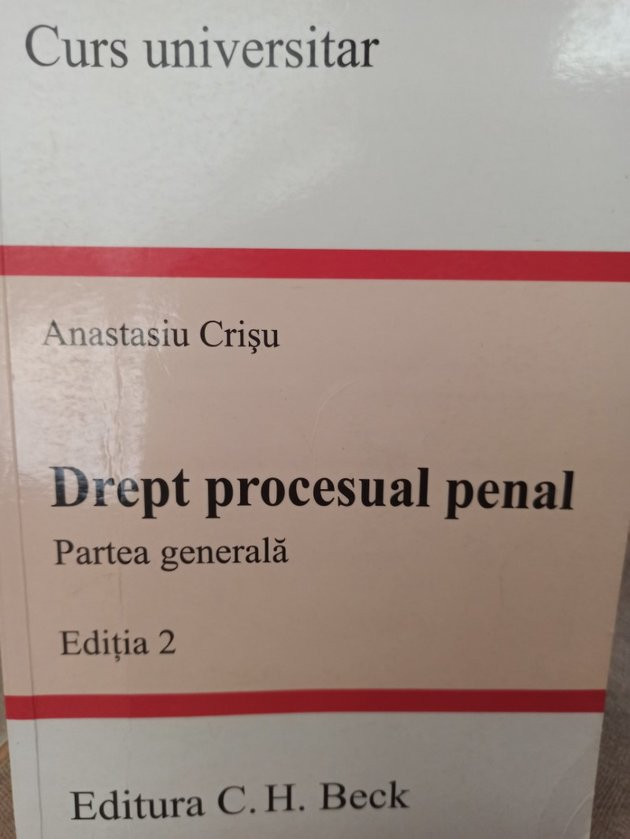 Curs universitar
Anastasiu Crişu
Drept procesual penal
Partea generală
Ediţia 2
Editura C. H. Beck